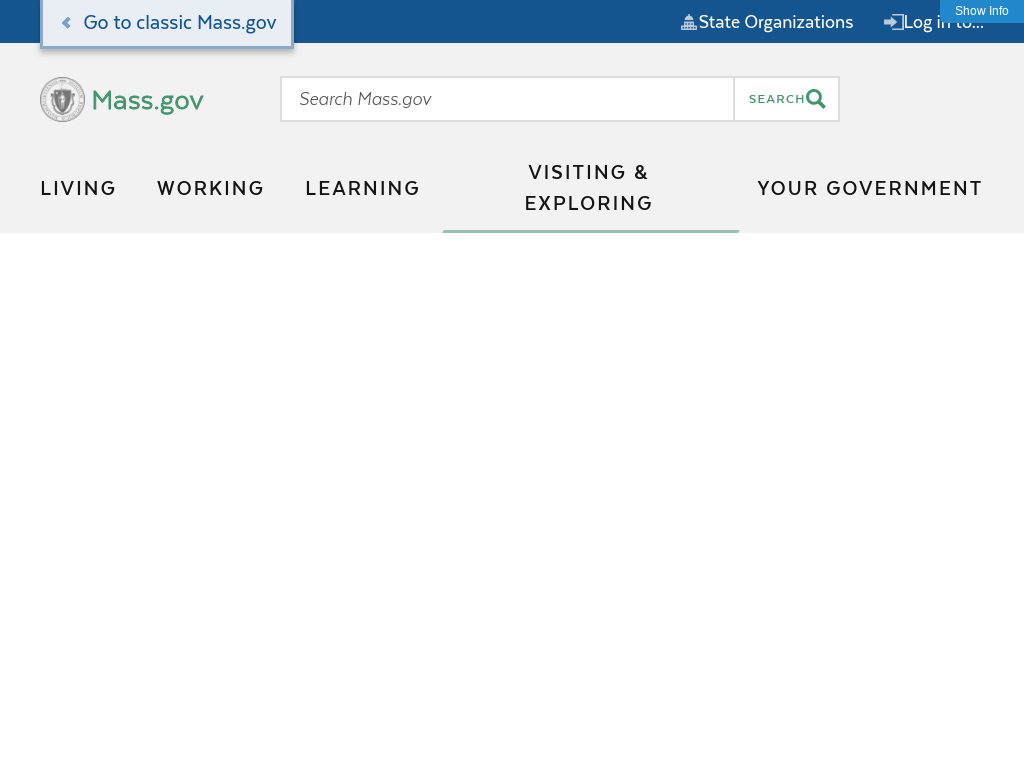 Go to classic Mass.gov
State Organizations
Log in to...
Show Info
Mass.gov
Search Mass.gov
SEARCH
LIVING
WORKING
LEARNING
VISITING &
EXPLORING
YOUR GOVERNMENT